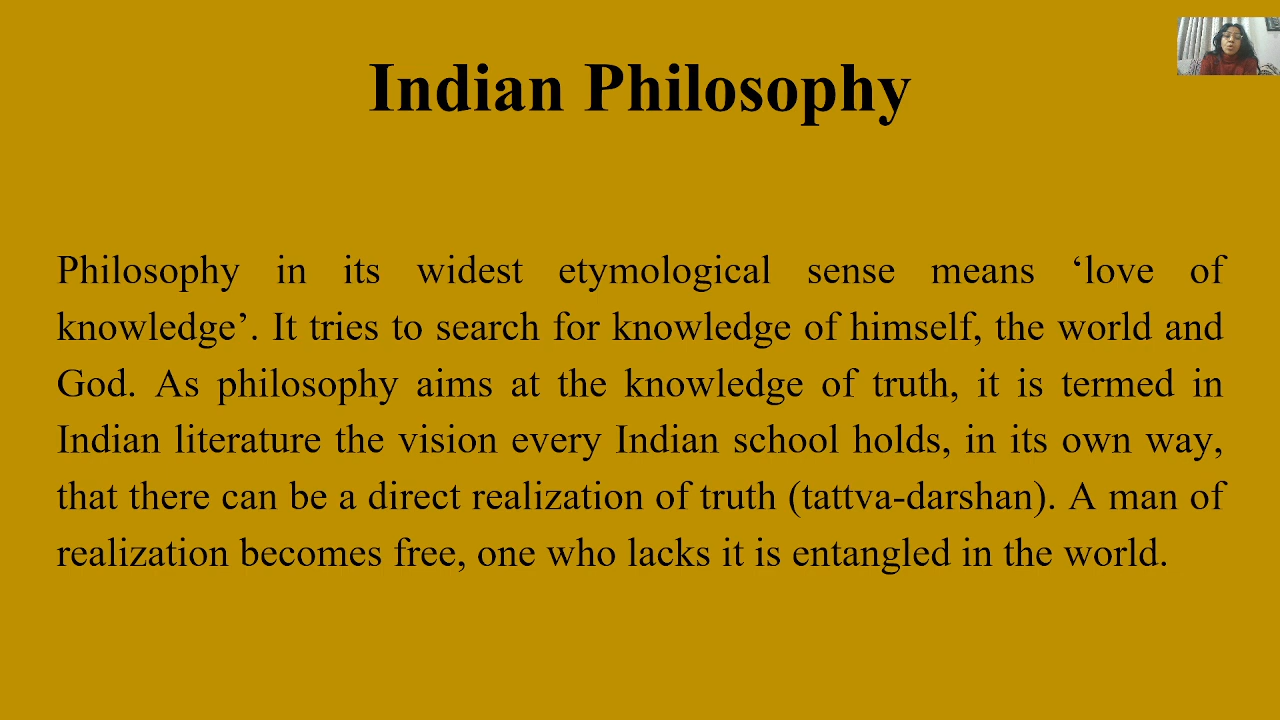 Indian Philosophy
Philosophy in its widest etymological sense means ‘love of
knowledge’. It tries to search for knowledge of himself, the world and
God. As philosophy aims at the knowledge of truth, it is termed in
Indian literature the vision every Indian school holds, in its own way,
that there can be a direct realization of truth (tattva-darshan). A man of
realization becomes free, one who lacks it is entangled in the world.